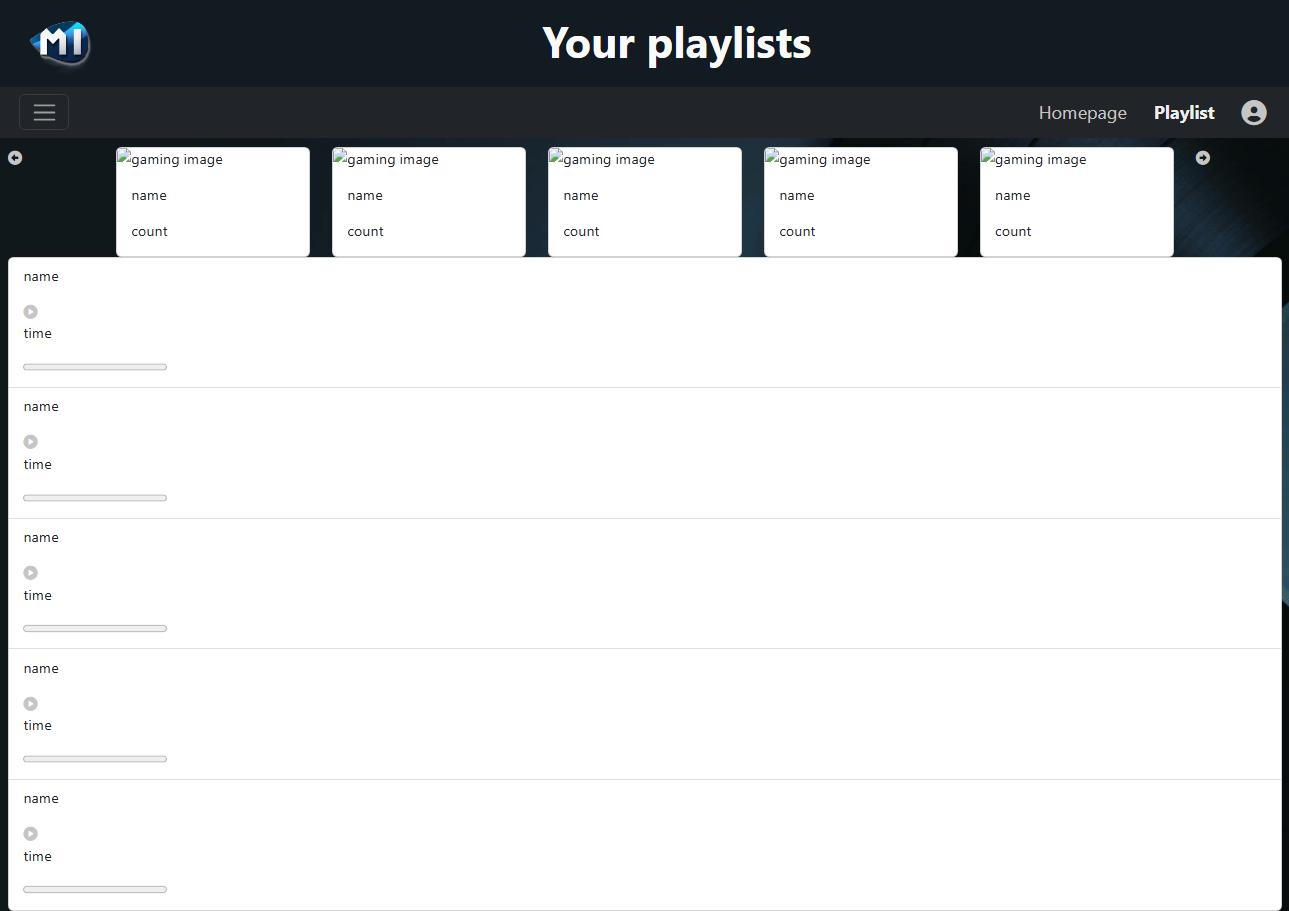 MI
Your playlists
Homepage Playlist
gaming image gaming image gaming image gaming image gaming image
name name name name name
count count count count count
name
time
name
time
name
time
name
time
name
time